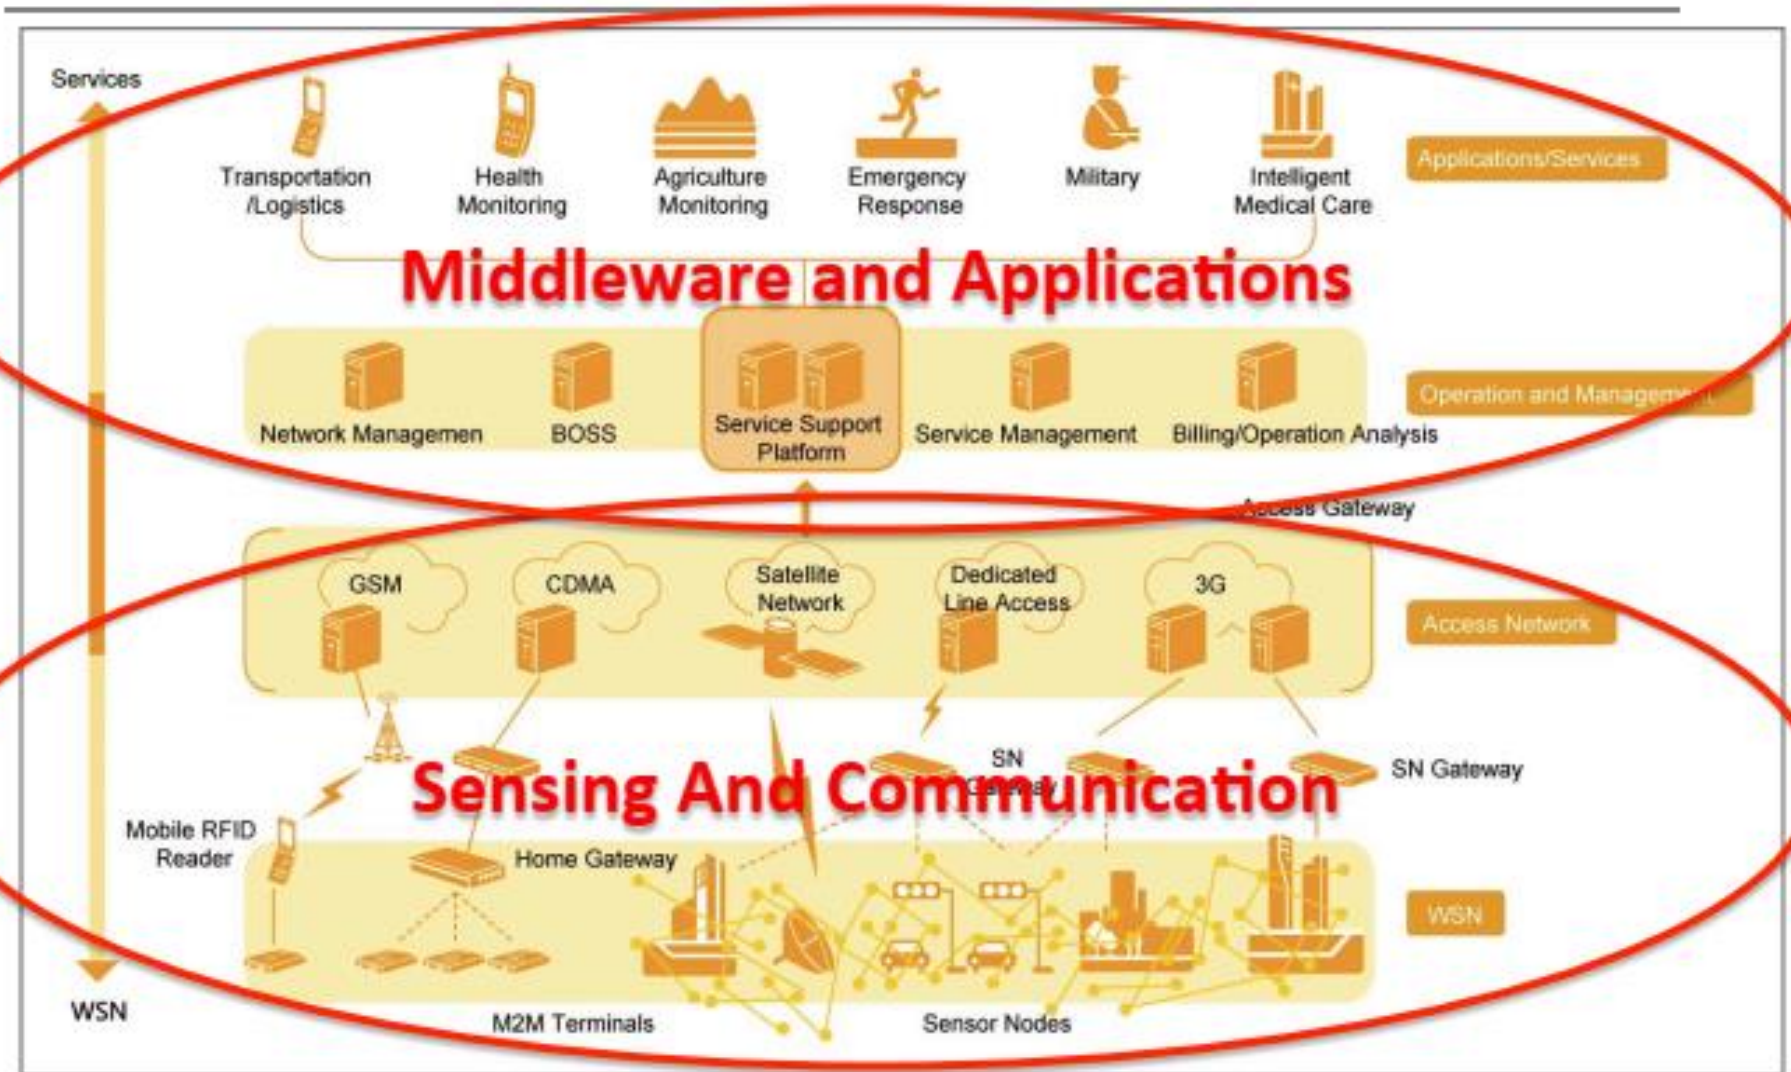 Services
Transportation
/Logistics
Health
Monitoring
Agriculture
Monitoring
Emergency
Response
Military
Intelligent
Medical Care
Applications/Services
Middleware and Applications
Network Managemen
BOSS
Service Support
Platform
Service Management
Billing/Operation Analysis
Operation and Management
Access Gateway
GSM
CDMA
Satellite
Network
Dedicated
Line Access
3G
Access Network
SN
Gateway
SN Gateway
Sensing And Communication
Mobile RFID
Reader
Home Gateway
WSN
WSN
M2M Terminals
Sensor Nodes